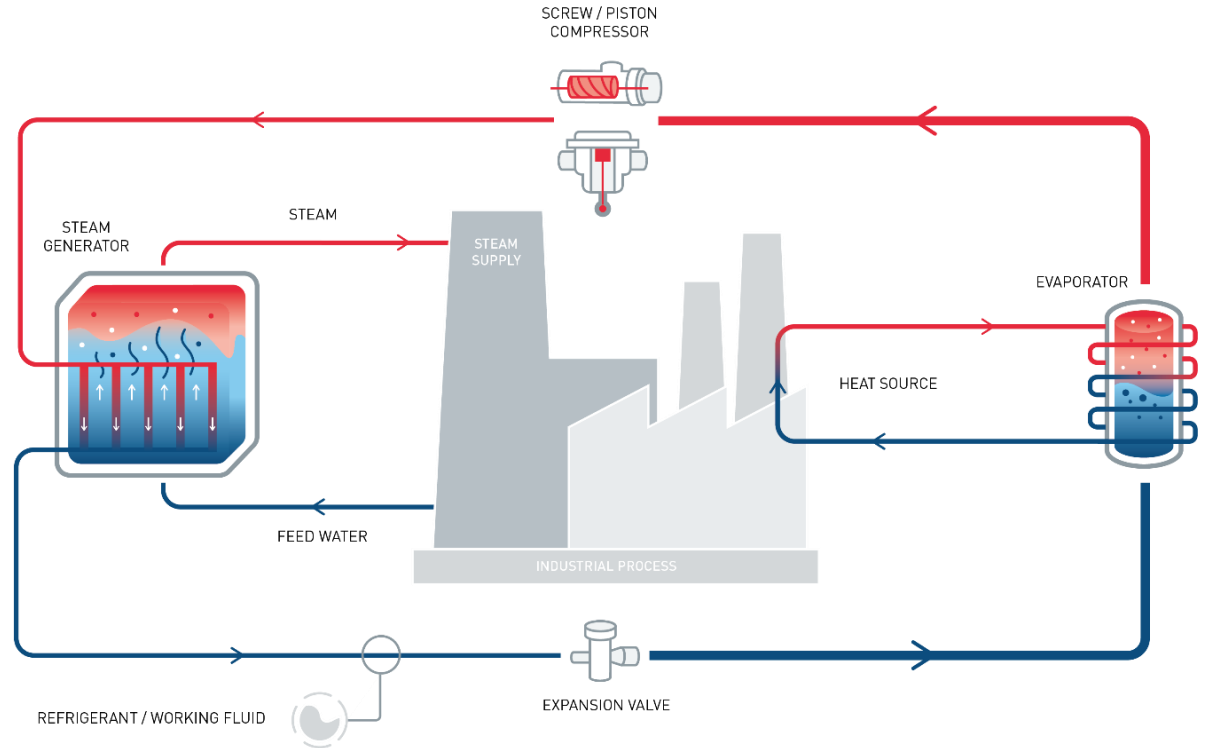 SCREW / PISTON
COMPRESSOR
STEAM
GENERATOR
STEAM
STEAM
SUPPLY
EVAPORATOR
HEAT SOURCE
FEED WATER
INDUSTRIAL PROCESS
EXPANSION VALVE
REFRIGERANT / WORKING FLUID